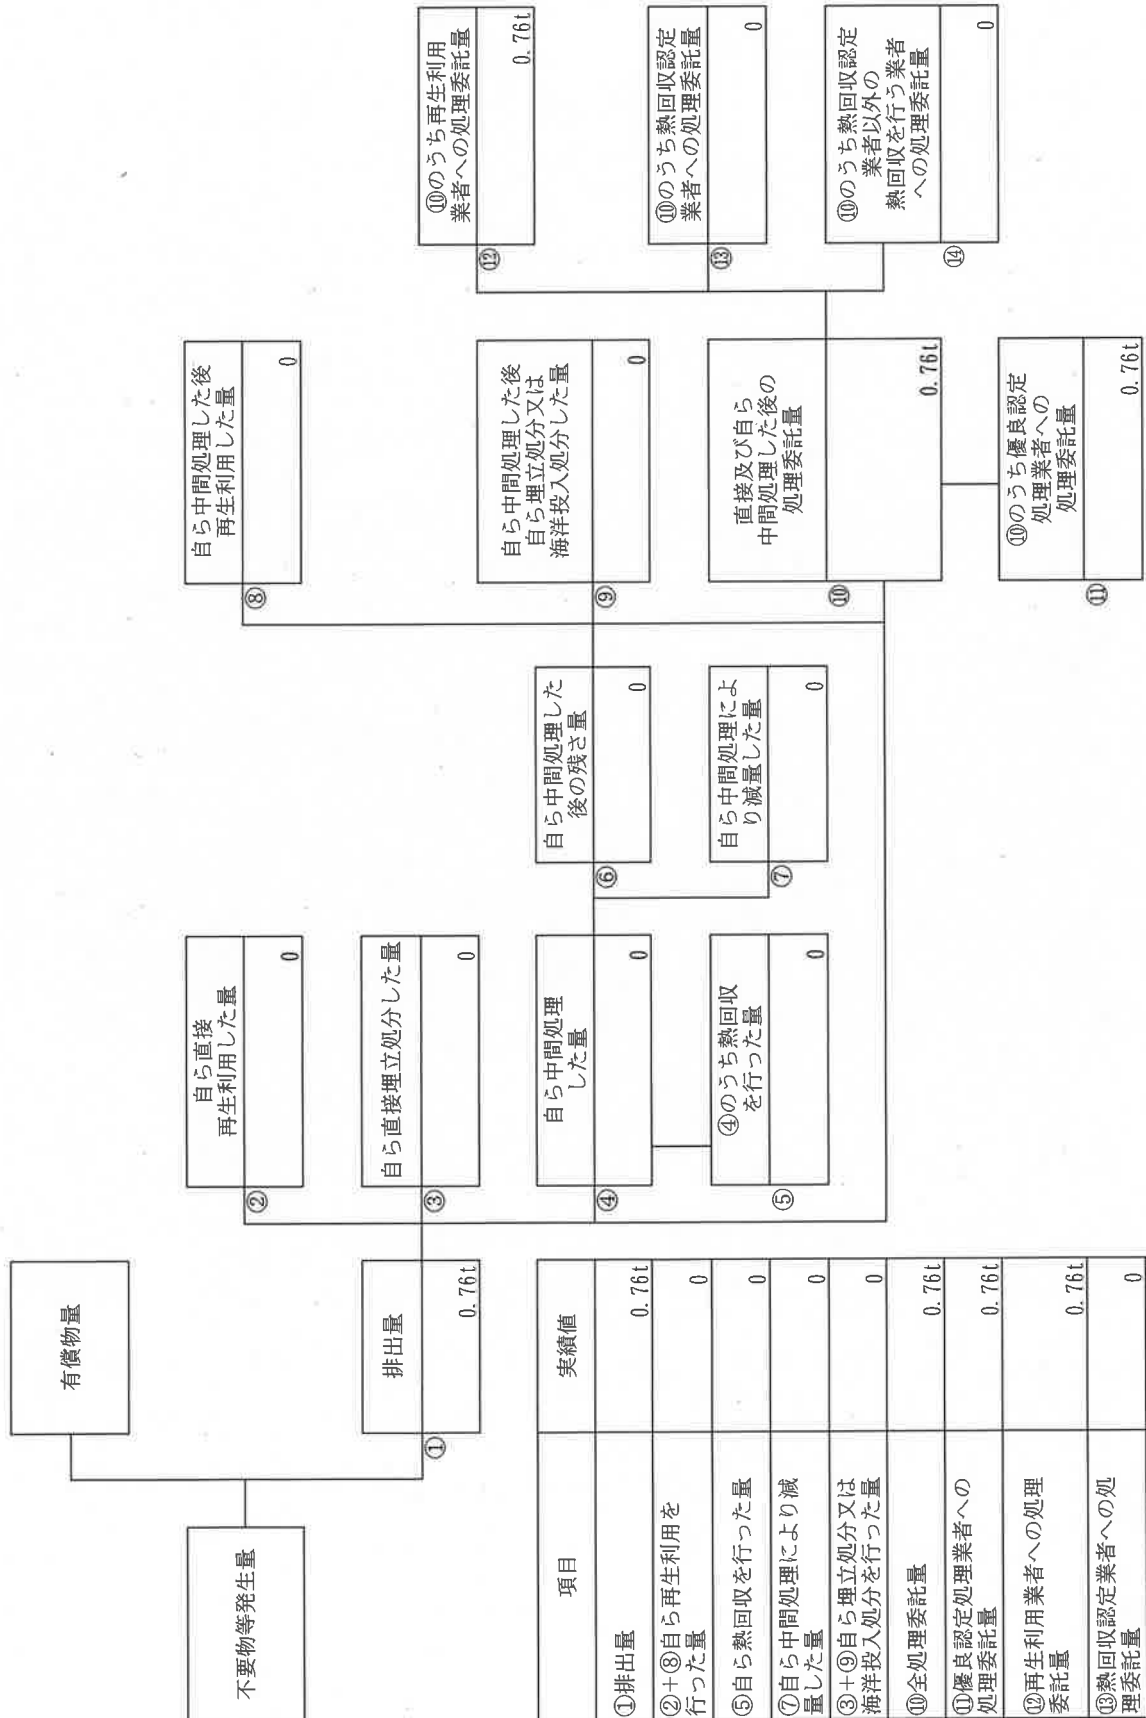 不要物等発生量
有償物量
排出量
①
0.76t
自ら直接
再生利用した量
②
0
自ら直接埋立処分した量
③
0
自ら中間処理
した量
④
0
④のうち熱回収
を行った量
⑤
0
自ら中間処理した
後の残さ量
⑥
0
自ら中間処理によ
り減量した量
⑦
0
自ら中間処理した後
再生利用した量
⑧
0
自ら中間処理した後
自ら埋立処分又は
海洋投入処分した量
⑨
0
直接及び自ら
中間処理した後の
処理委託量
⑩
0.76t
⑩のうち優良認定
処理業者への
処理委託量
⑪
0.76t
⑩のうち再生利用
業者への処理委託量
⑫
0.76t
⑩のうち熱回収認定
業者への処理委託量
⑬
0
⑩のうち熱回収認定
業者以外の
熱回収を行う業者
への処理委託量
⑭
0
項目 実績値
①排出量 0.76t
②+⑧自ら再生利用を
行った量 0
⑤自ら熱回収を行った量 0
⑦自ら中間処理により減
量した量 0
③+⑨自ら埋立処分又は
海洋投入処分を行った量 0
⑩全処理委託量 0.76t
⑪優良認定処理業者への
処理委託量 0.76t
⑫再生利用業者への処理
委託量 0.76t
⑬熱回収認定業者への処
理委託量 0